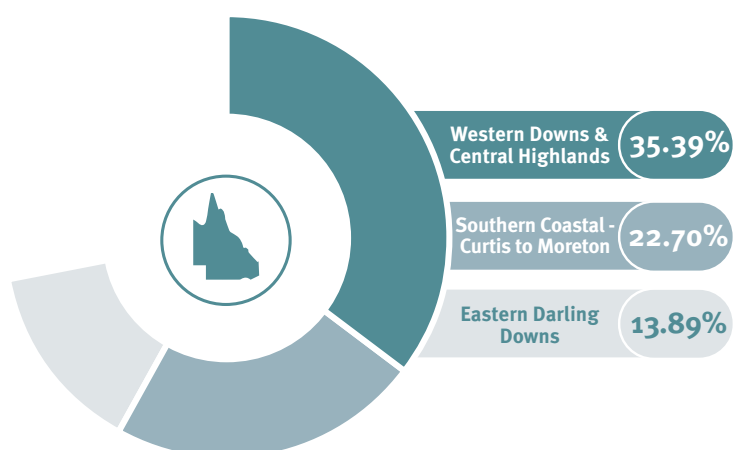 Western Downs &
Central Highlands
35.39%
Southern Coastal -
Curtis to Moreton
22.70%
Eastern Darling
Downs
13.89%